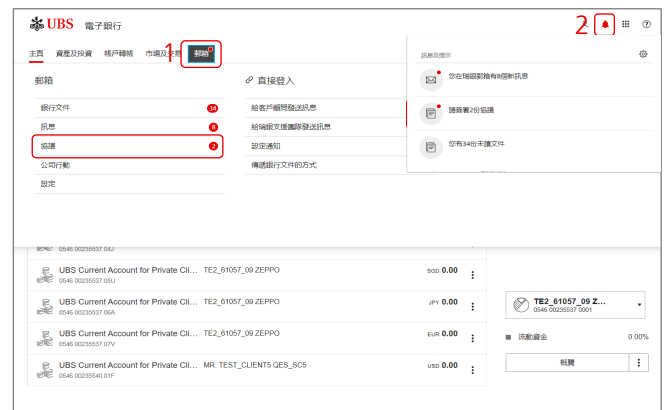 UBS 電子銀行
2
主頁 資產及投資 帳戶轉帳 市場及交易 郵箱
1
訊息及提示
郵箱
直接登入
您在瑞銀郵箱有8個新訊息
銀行文件 34
給客戶顧問發送訊息
請簽署2份協議
訊息 8
給瑞銀支援團隊發送訊息
協議 2
設定通知
您有34份未讀文件
公司行動
傳遞銀行文件的方式
設定
0546 00235537.04J
UBS Current Account for Private Cli... TE2_61057_09 ZEPPO SGD 0.00
0546 00235537.05U
UBS Current Account for Private Cli... TE2_61057_09 ZEPPO JPY 0.00
0546 00235537.06A
TE2_61057_09 Z...
0546 00235537 0001
UBS Current Account for Private Cli... TE2_61057_09 ZEPPO EUR 0.00
0546 00235537.07V
流動資金 0.00%
UBS Current Account for Private Cli... MR. TEST_CLIENT5 QES_SC5 USD 0.00
0546 00235540.01F
概覽